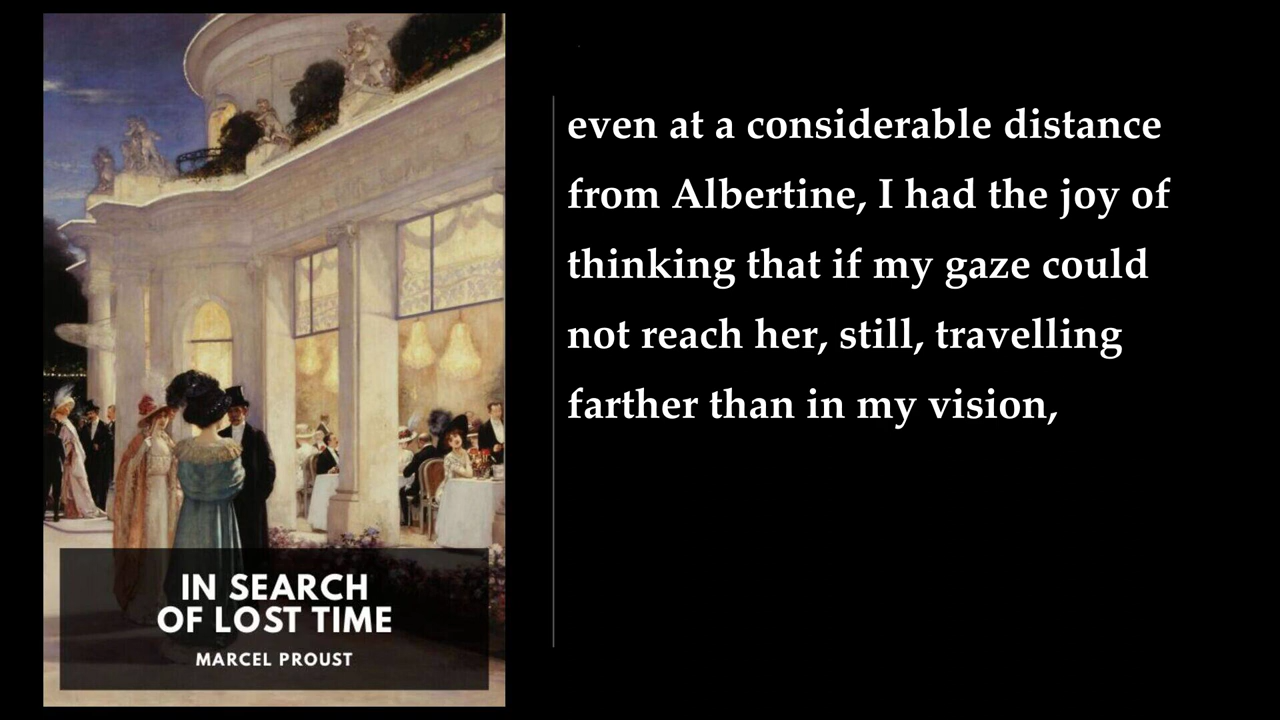 IN SEARCH
OF LOST TIME
MARCEL PROUST
even at a considerable distance
from Albertine, I had the joy of
thinking that if my gaze could
not reach her, still, travelling
farther than in my vision,